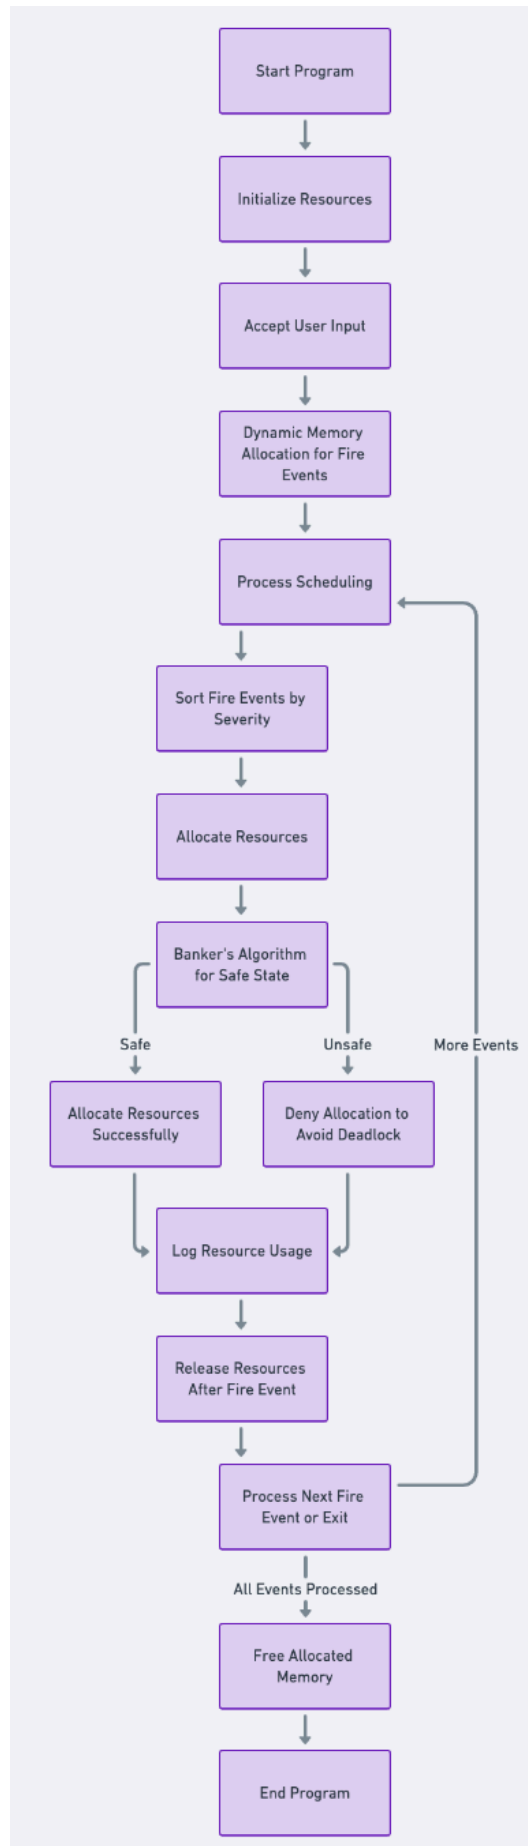 Start Program
Initialize Resources
Accept User Input
Dynamic Memory
Allocation for Fire
Events
Process Scheduling
Sort Fire Events by
Severity
Allocate Resources
Banker's Algorithm
for Safe State
Safe
Unsafe
More Events
Allocate Resources
Successfully
Deny Allocation to
Avoid Deadlock
Log Resource Usage
Release Resources
After Fire Event
Process Next Fire
Event or Exit
All Events Processed
Free Allocated
Memory
End Program